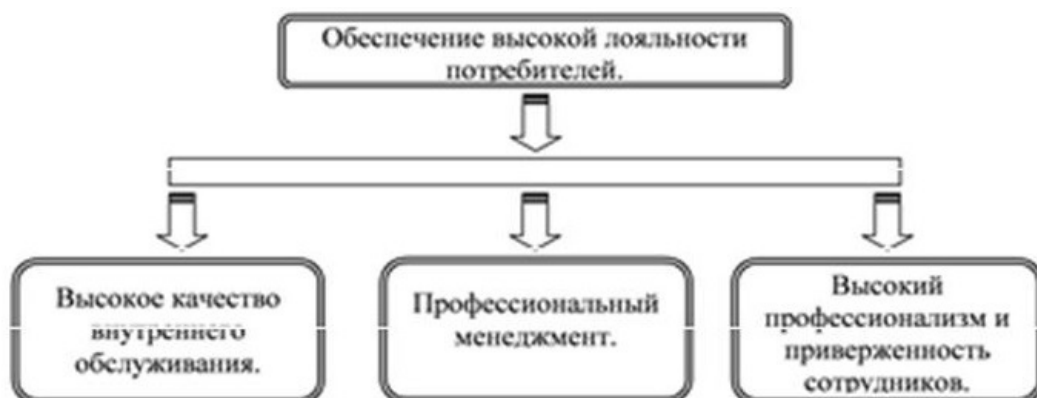 Обеспечение высокой лояльности
потребителей.
Высокое качество
внутреннего
обслуживания.
Профессиональный
менеджмент.
Высокий
профессионализм и
приверженность
сотрудников.